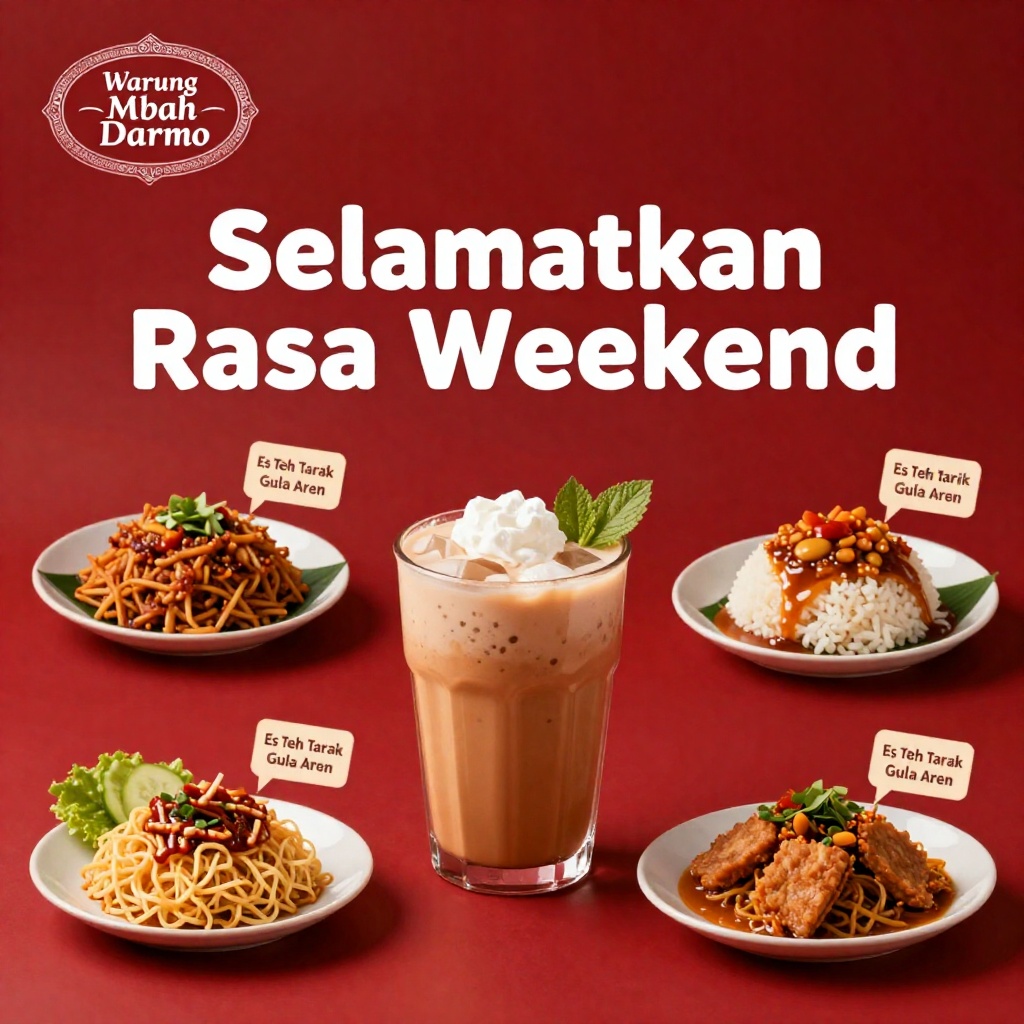 Warung
Mbah
Darmo
Selamatkan
Rasa Weekend
Es Teh Tarak
Gula Aren
Es Teh Tarik
Gula Aren
Es Teh Tarak
Gula Aren
Es Teh Tarak
Gula Aren